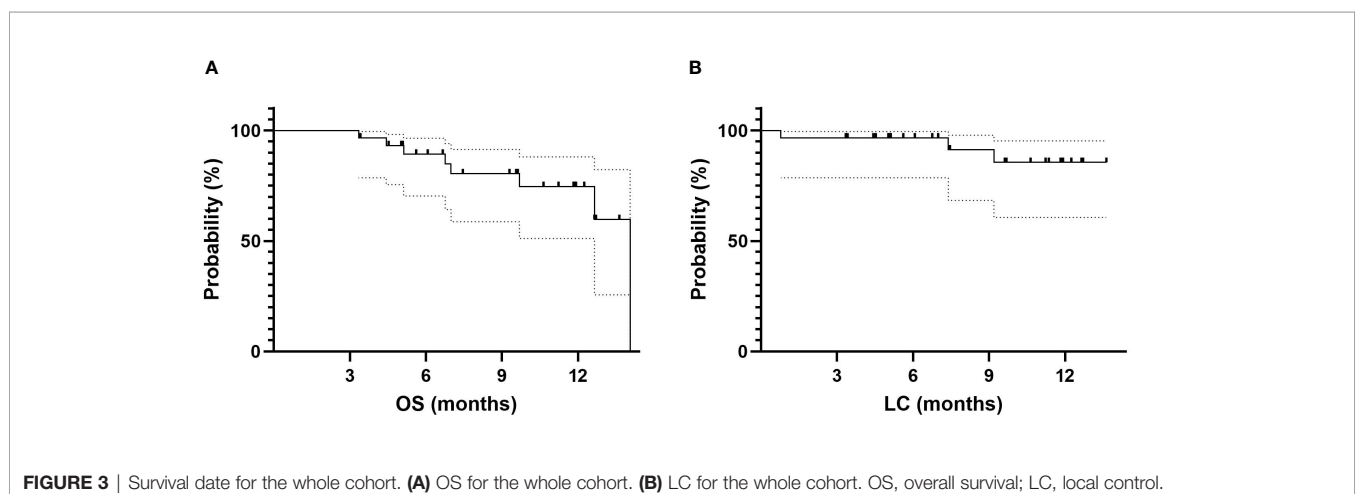 A
B
100
50
0
Probability (%)
3 6 9 12
OS (months)
100
50
0
Probability (%)
3 6 9 12
LC (months)
FIGURE 3 | Survival date for the whole cohort. (A) OS for the whole cohort. (B) LC for the whole cohort. OS, overall survival; LC, local control.